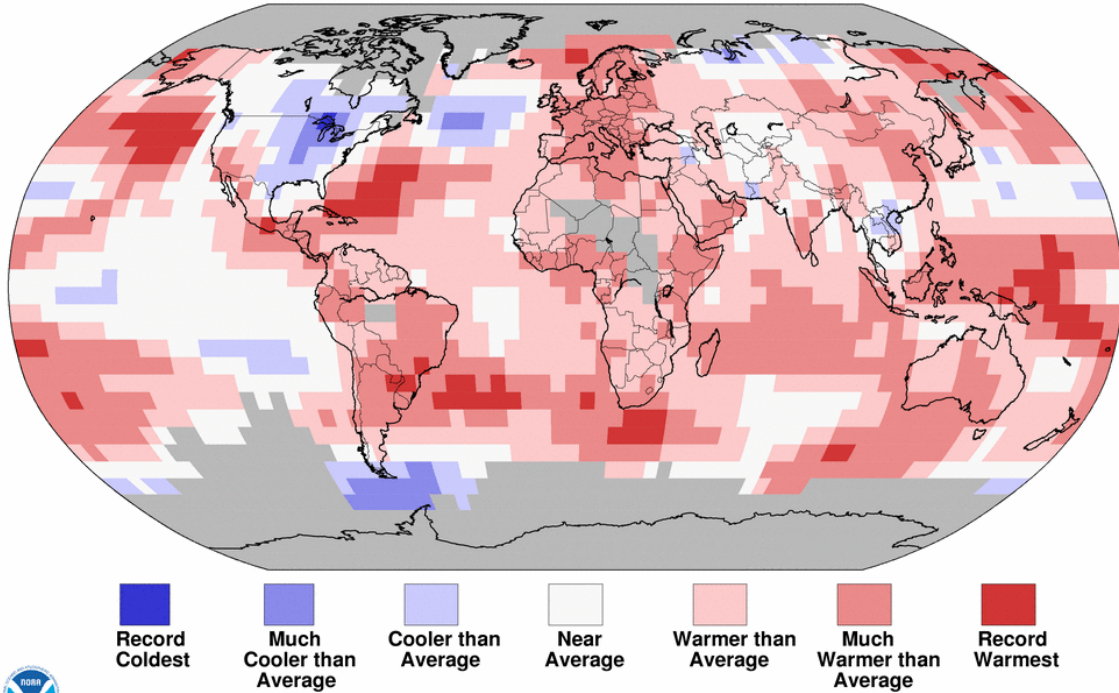 Record
Coldest
Much
Cooler than
Average
Cooler than
Average
Near
Average
Warmer than
Average
Much
Warmer than
Average
Record
Warmest
NOAA